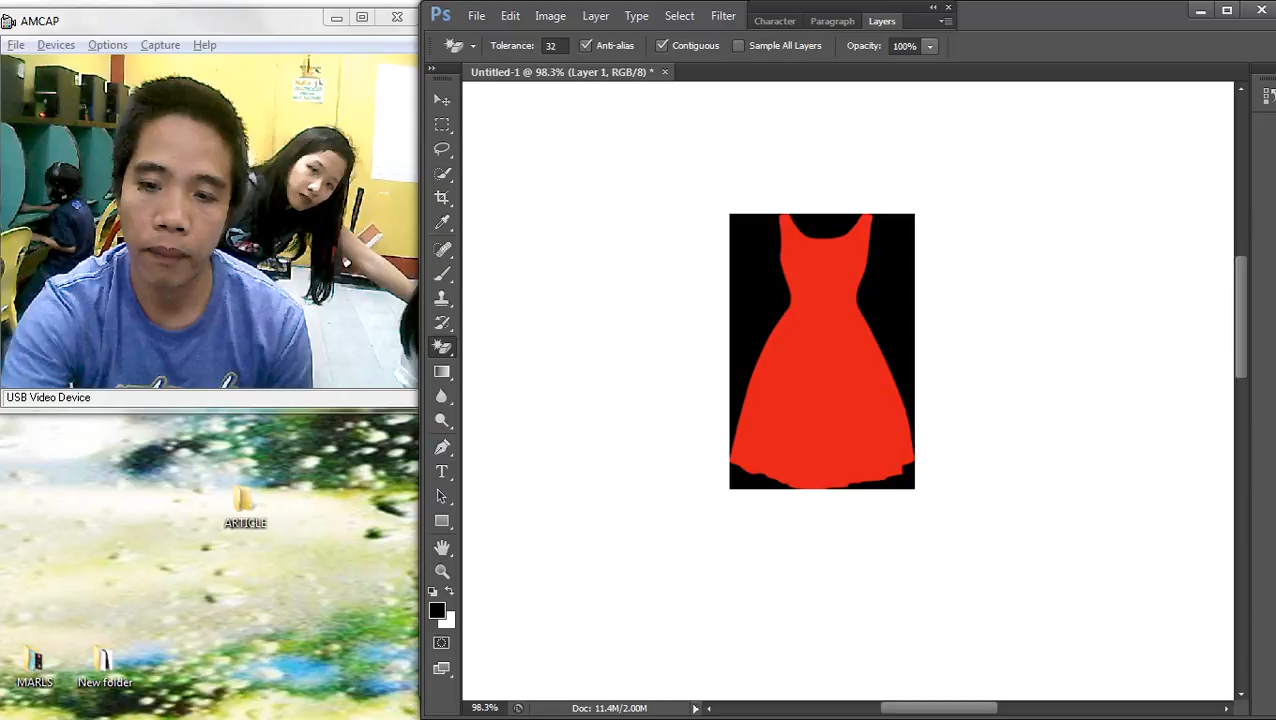 AMCAP
File Devices Options Capture Help
USB Video Device
ARTICLE
MARLS
New folder
Ps File Edit Image Layer Type Select Filter
Character Paragraph Layers
Tolerance: 32 Anti-alias Contiguous Sample All Layers Opacity: 100%
Untitled-1 @ 98.3% (Layer 1, RGB/8) * ×
98.3% Doc: 11.4M/2.00M